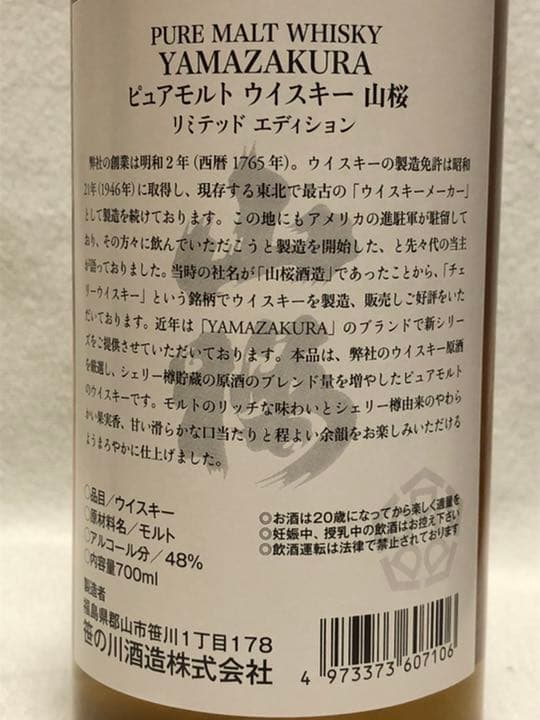 PURE MALT WHISKY
YAMAZAKURA
ピュアモルト ウイスキー 山桜
リミテッド エディション
弊社の創業は明和2年（西暦1765年）。ウイスキーの製造免許は昭和
21年（1946年）に取得し、現存する東北で最古の「ウイスキーメーカー」
として製造を続けております。この地にもアメリカの進駐軍が駐留して
おり、その方々に飲んでいただこうと製造を開始した、と先々代の当主
が語っておりました。当時の社名が「山桜酒造」であったことから、「チェ
リーウイスキー」という銘柄でウイスキーを製造、販売しご好評をいた
だいております。近年は「YAMAZAKURA」のブランドで新シリー
ズをご提供させていただいております。本品は、弊社のウイスキー原酒
を厳選し、シェリー樽貯蔵の原酒のブレンド量を増やしたピュアモルト
のウイスキーです。モルトのリッチな味わいとシェリー樽由来のやわら
かい果実香、甘い滑らかな口当たりと程よい余韻をお楽しみいただける
ようまろやかに仕上げました。
山桜
○品目／ウイスキー
○原材料名／モルト
○アルコール分／48%
○内容量700ml
製造者
福島県郡山市笹川1丁目178
笹の川酒造株式会社
◎お酒は20歳になってから楽しく適量を
◎妊娠中、授乳中の飲酒はお控え下さい
◎飲酒運転は法律で禁止されております
4 973373 607106